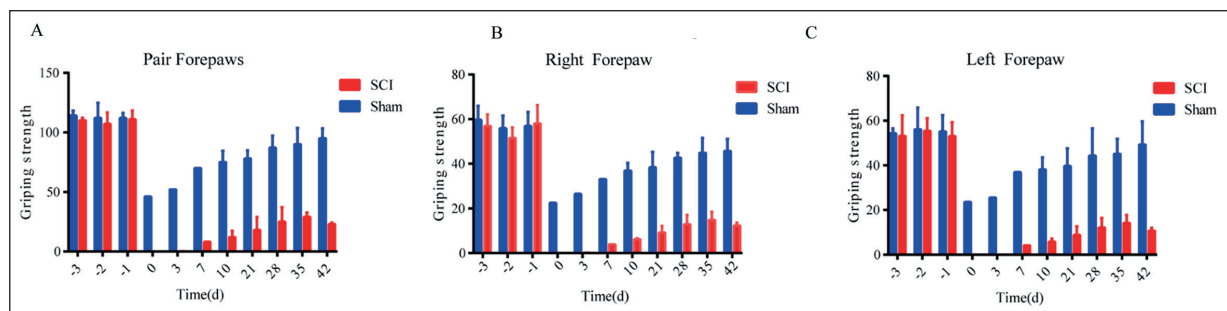 A
Pair Forepaws
SCI
Sham
Griping strength
150
100
50
0
-3 -2 -1 0 3 7 10 21 28 35 42
Time(d)
B
Right Forepaw
SCI
Sham
Griping strength
80
60
40
20
0
-3 -2 -1 0 3 7 10 21 28 35 42
Time(d)
C
Left Forepaw
SCI
Sham
Griping strength
80
60
40
20
0
-3 -2 -1 0 3 7 10 21 28 35 42
Time(d)